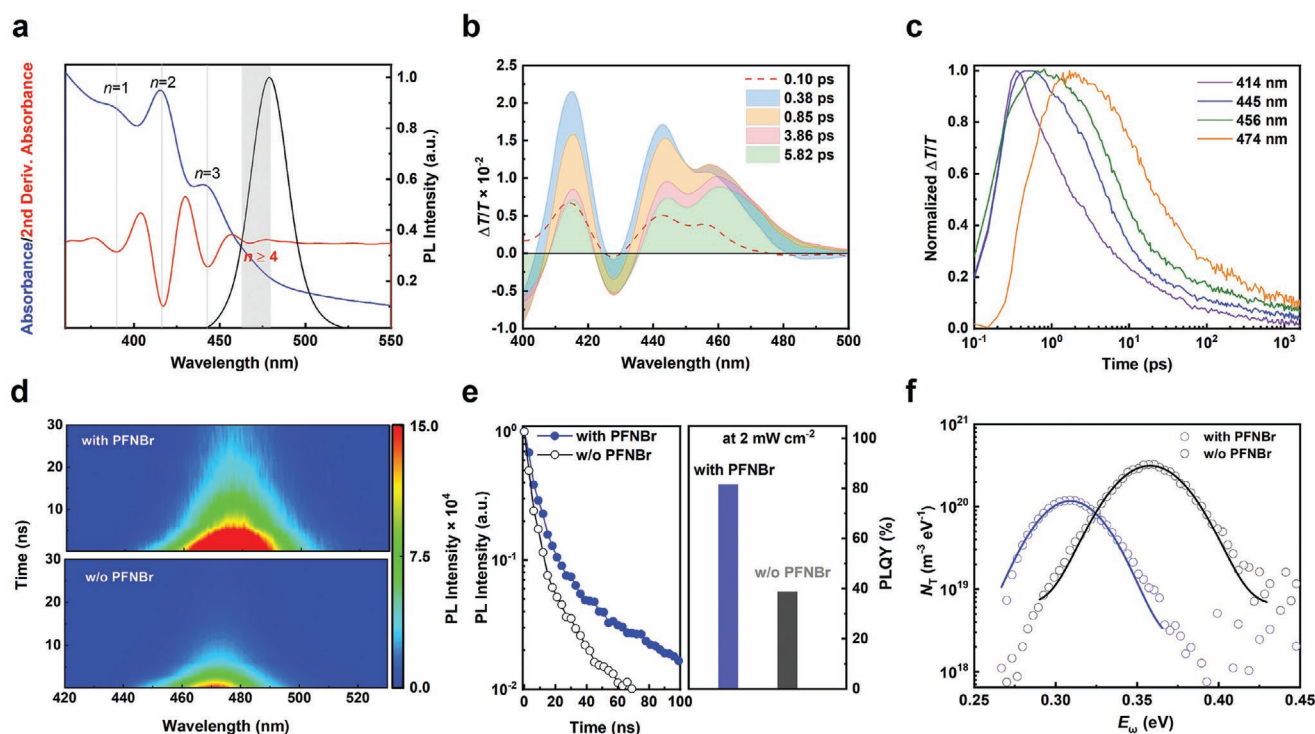 a
n=1
n=2
n=3
n ≥ 4
Absorbance/2nd Deriv. Absorbance
PL Intensity (a.u.)
1.0
0.8
0.6
0.4
0.2
400
450
500
550
Wavelength (nm)
b
0.10 ps
0.38 ps
0.85 ps
3.86 ps
5.82 ps
ΔT/T × 10⁻²
2.5
2.0
1.5
1.0
0.5
0.0
-0.5
-1.0
400
420
440
460
480
500
Wavelength (nm)
c
414 nm
445 nm
456 nm
474 nm
Normalized ΔT/T
1.0
0.8
0.6
0.4
0.2
0.0
10⁻¹
10⁰
10¹
10²
10³
Time (ps)
d
with PFNBr
w/o PFNBr
Time (ns)
30
20
10
30
20
10
420
440
460
480
500
520
Wavelength (nm)
15.0
7.5
0.0
PL Intensity × 10⁴
e
with PFNBr
w/o PFNBr
PL Intensity (a.u.)
10⁰
10⁻¹
10⁻²
0
20
40
60
80
100
Time (ns)
at 2 mW cm⁻²
with PFNBr
w/o PFNBr
100
80
60
40
20
0
PLQY (%)
f
with PFNBr
w/o PFNBr
N_T (m⁻³ eV⁻¹)
10²¹
10²⁰
10¹⁹
10¹⁸
0.25
0.30
0.35
0.40
0.45
E_ω (eV)